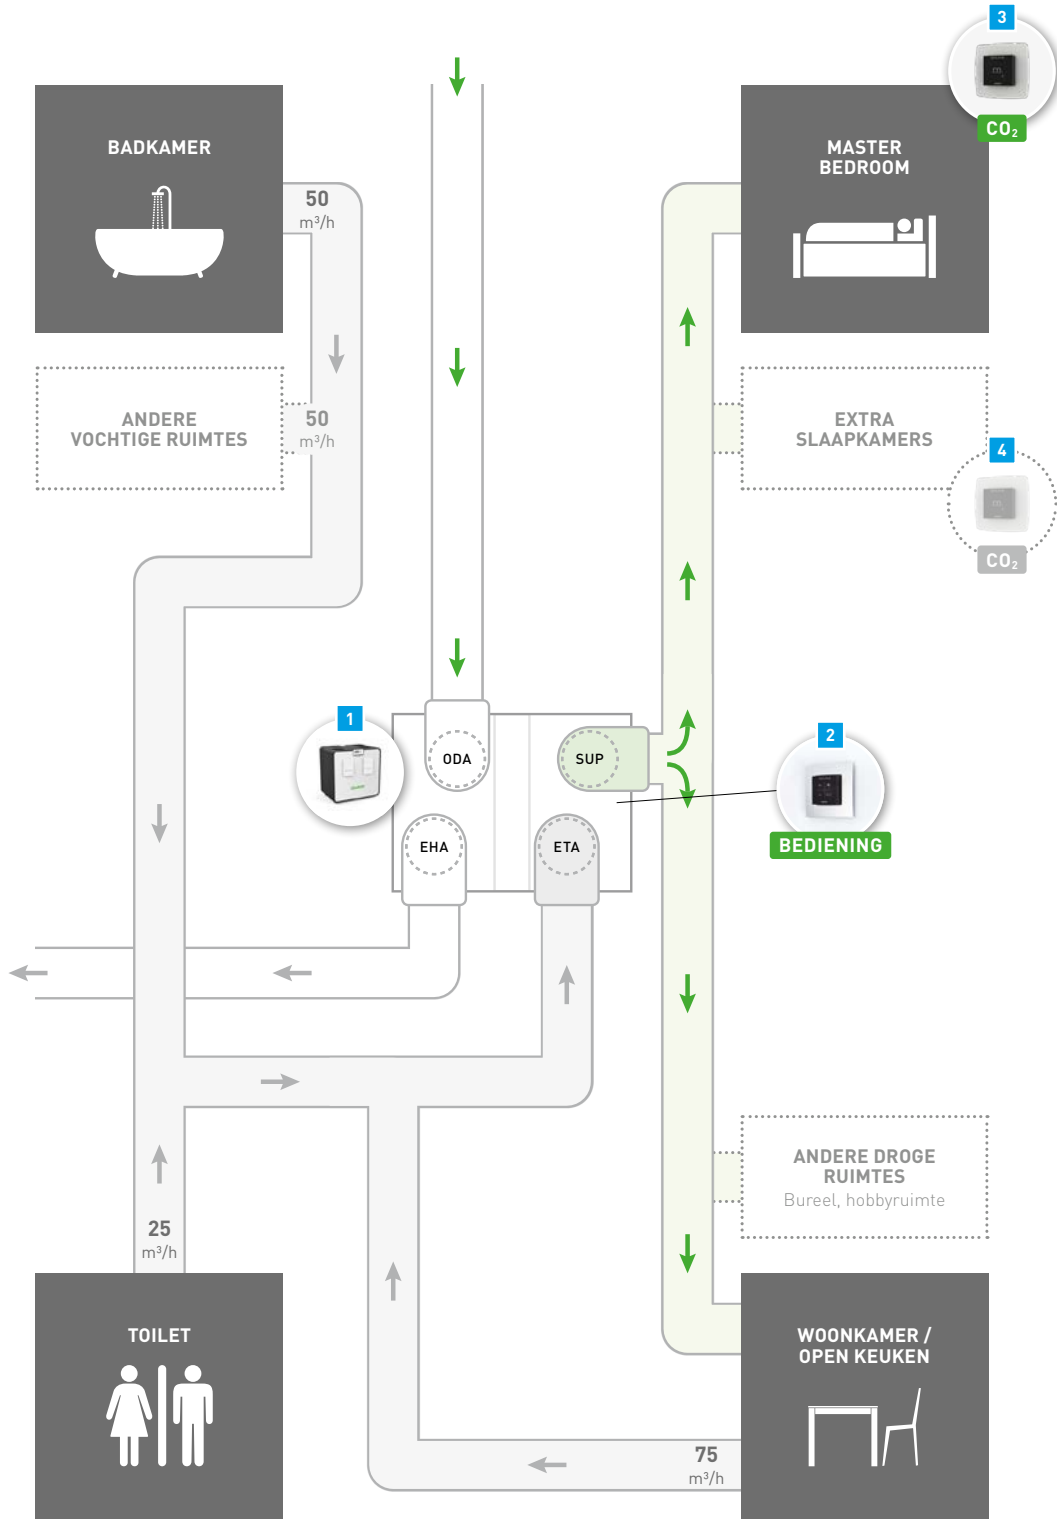 3
CO₂
BADKAMER
50
m³/h
MASTER
BEDROOM
ANDERE
VOCHTIGE RUIMTES
50
m³/h
EXTRA
SLAAPKAMERS
4
CO₂
1
ODA
SUP
EHA
ETA
2
BEDIENING
ANDERE DROGE
RUIMTES
Bureel, hobbyruimte
25
m³/h
TOILET
WOONKAMER /
OPEN KEUKEN
75
m³/h